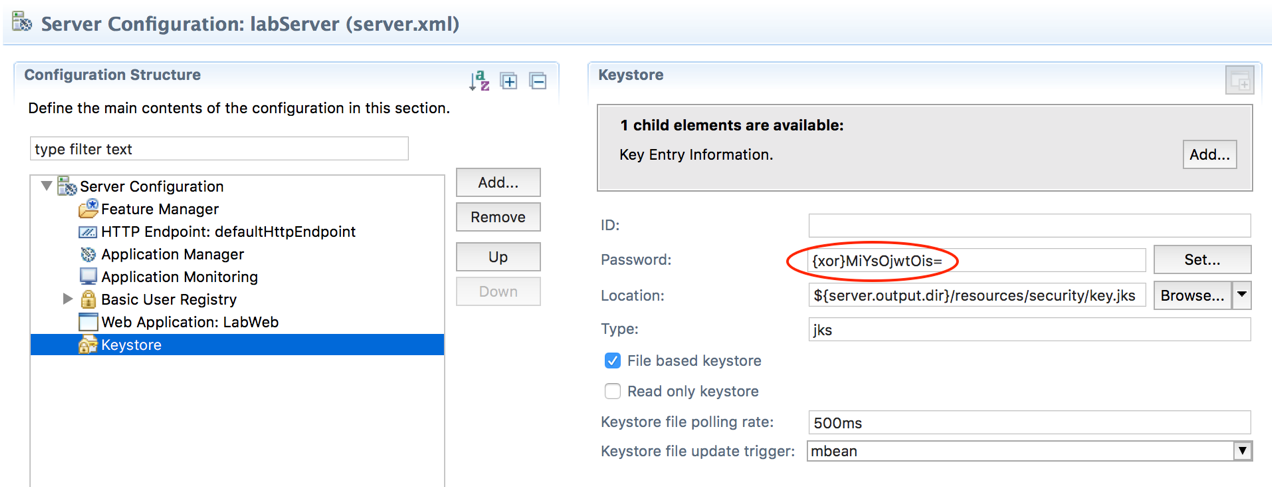 Server Configuration: labServer (server.xml)
Configuration Structure
Define the main contents of the configuration in this section.
type filter text
Server Configuration
Feature Manager
HTTP Endpoint: defaultHttpEndpoint
Application Manager
Application Monitoring
Basic User Registry
Web Application: LabWeb
Keystore
Add...
Remove
Up
Down
Keystore
1 child elements are available:
Key Entry Information.
Add...
ID:
Password: {xor}MiYsOjwtOis= Set...
Location: ${server.output.dir}/resources/security/key.jks Browse...
Type: jks
File based keystore
Read only keystore
Keystore file polling rate: 500ms
Keystore file update trigger: mbean